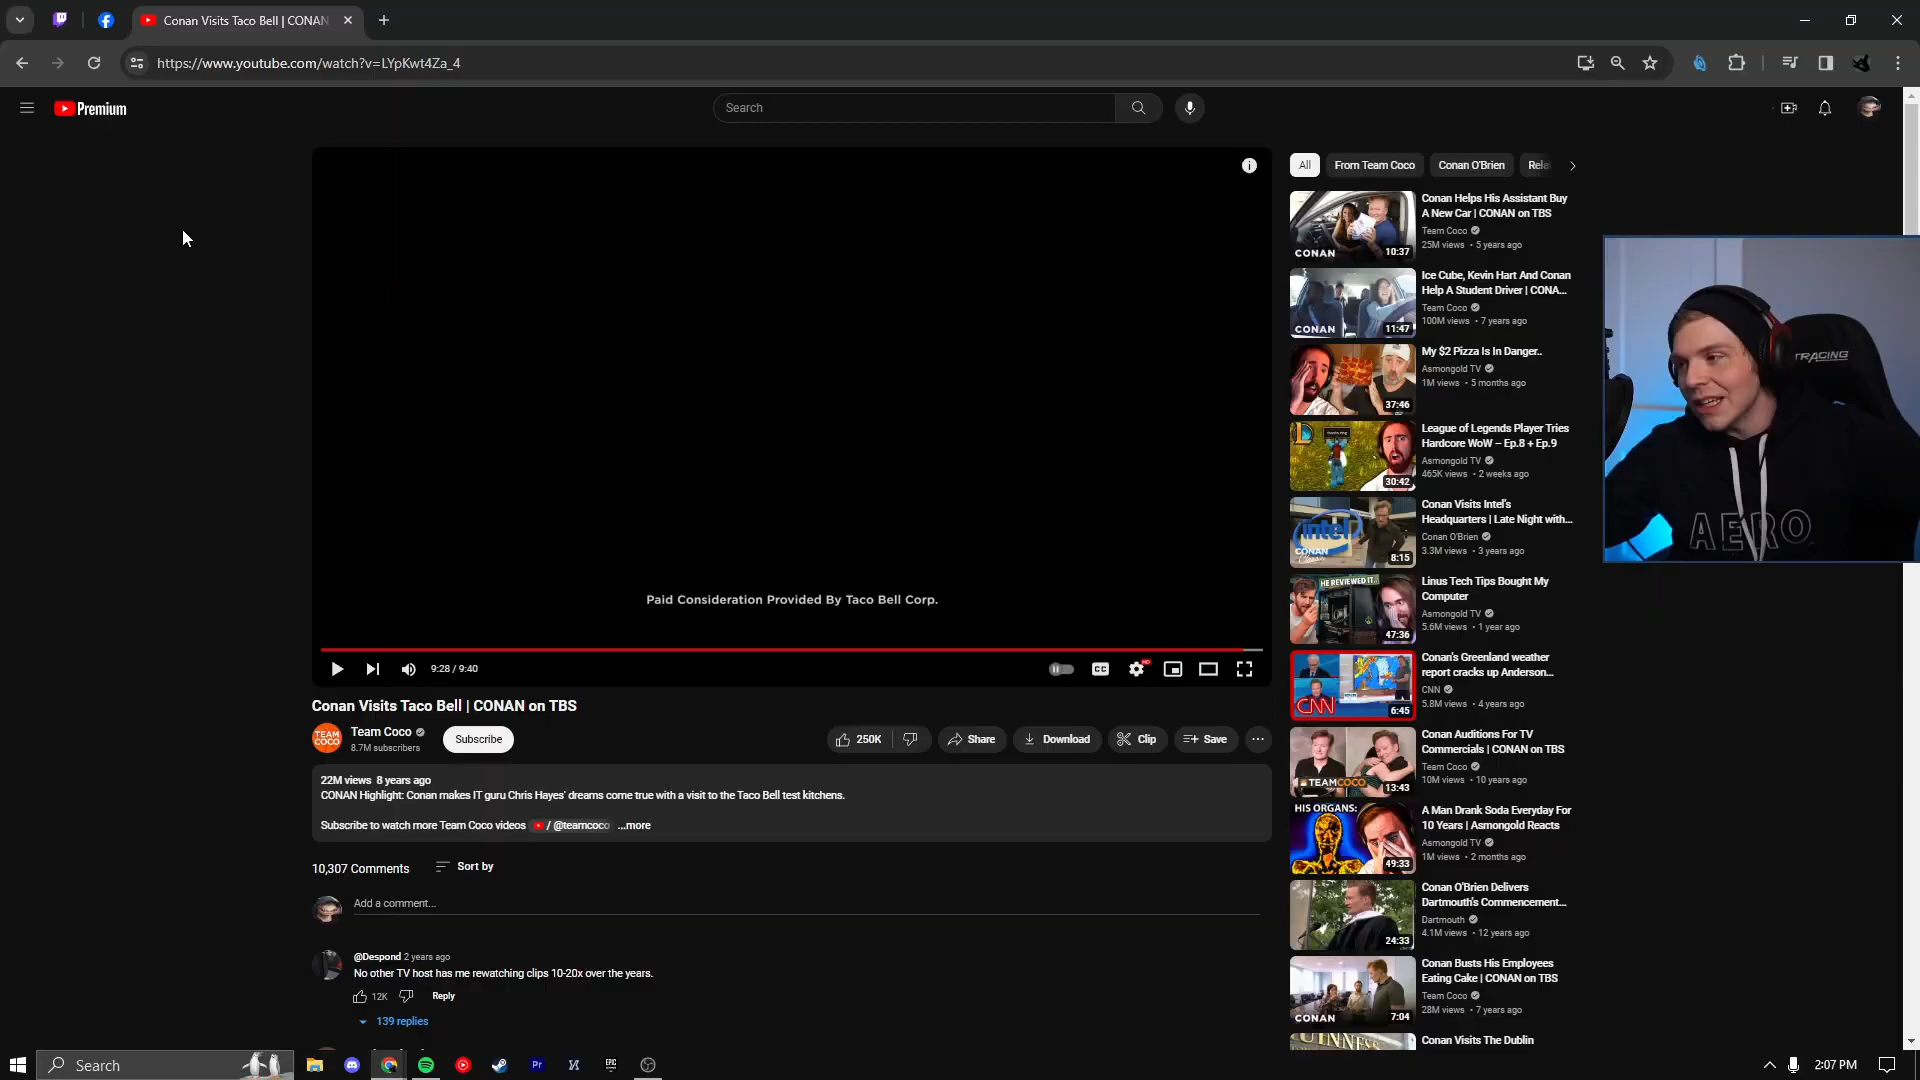 Conan Visits Taco Bell | CONAN
https://www.youtube.com/watch?v=LYpKwt4Za_4
Premium
Search
Paid Consideration Provided By Taco Bell Corp.
9:28 / 9:40
CC
HD
Conan Visits Taco Bell | CONAN on TBS
TEAM COCO
Team Coco
8.7M subscribers
Subscribe
250K
Share
Download
Clip
Save
22M views 8 years ago
CONAN Highlight: Conan makes IT guru Chris Hayes' dreams come true with a visit to the Taco Bell test kitchens.
Subscribe to watch more Team Coco videos / @teamcoco ...more
10,307 Comments
Sort by
Add a comment...
@Despond 2 years ago
No other TV host has me rewatching clips 10-20x over the years.
12K
Reply
139 replies
All
From Team Coco
Conan O'Brien
Rela
CONAN
10:37
Conan Helps His Assistant Buy
A New Car | CONAN on TBS
Team Coco
25M views • 5 years ago
CONAN
11:47
Ice Cube, Kevin Hart And Conan
Help A Student Driver | CONA...
Team Coco
100M views • 7 years ago
37:46
My $2 Pizza Is In Danger..
Asmongold TV
1M views • 5 months ago
30:42
League of Legends Player Tries
Hardcore WoW – Ep.8 + Ep.9
Asmongold TV
465K views • 2 weeks ago
intel
CONAN
Classic
8:15
Conan Visits Intel's
Headquarters | Late Night with...
Conan O'Brien
3.3M views • 3 years ago
HE REVIEWED IT..
47:36
Linus Tech Tips Bought My
Computer
Asmongold TV
5.6M views • 1 year ago
CNN
6:45
Conan's Greenland weather
report cracks up Anderson...
CNN
5.8M views • 4 years ago
TEAMCOCO
13:43
Conan Auditions For TV
Commercials | CONAN on TBS
Team Coco
10M views • 10 years ago
HIS ORGANS:
49:33
A Man Drank Soda Everyday For
10 Years | Asmongold Reacts
Asmongold TV
1M views • 2 months ago
24:33
Conan O'Brien Delivers
Dartmouth's Commencement...
Dartmouth
4.1M views • 12 years ago
CONAN
7:04
Conan Busts His Employees
Eating Cake | CONAN on TBS
Team Coco
28M views • 7 years ago
GUINNESS
Conan Visits The Dublin
TRACING
AERO
Search
Pr
EPIC
2:07 PM